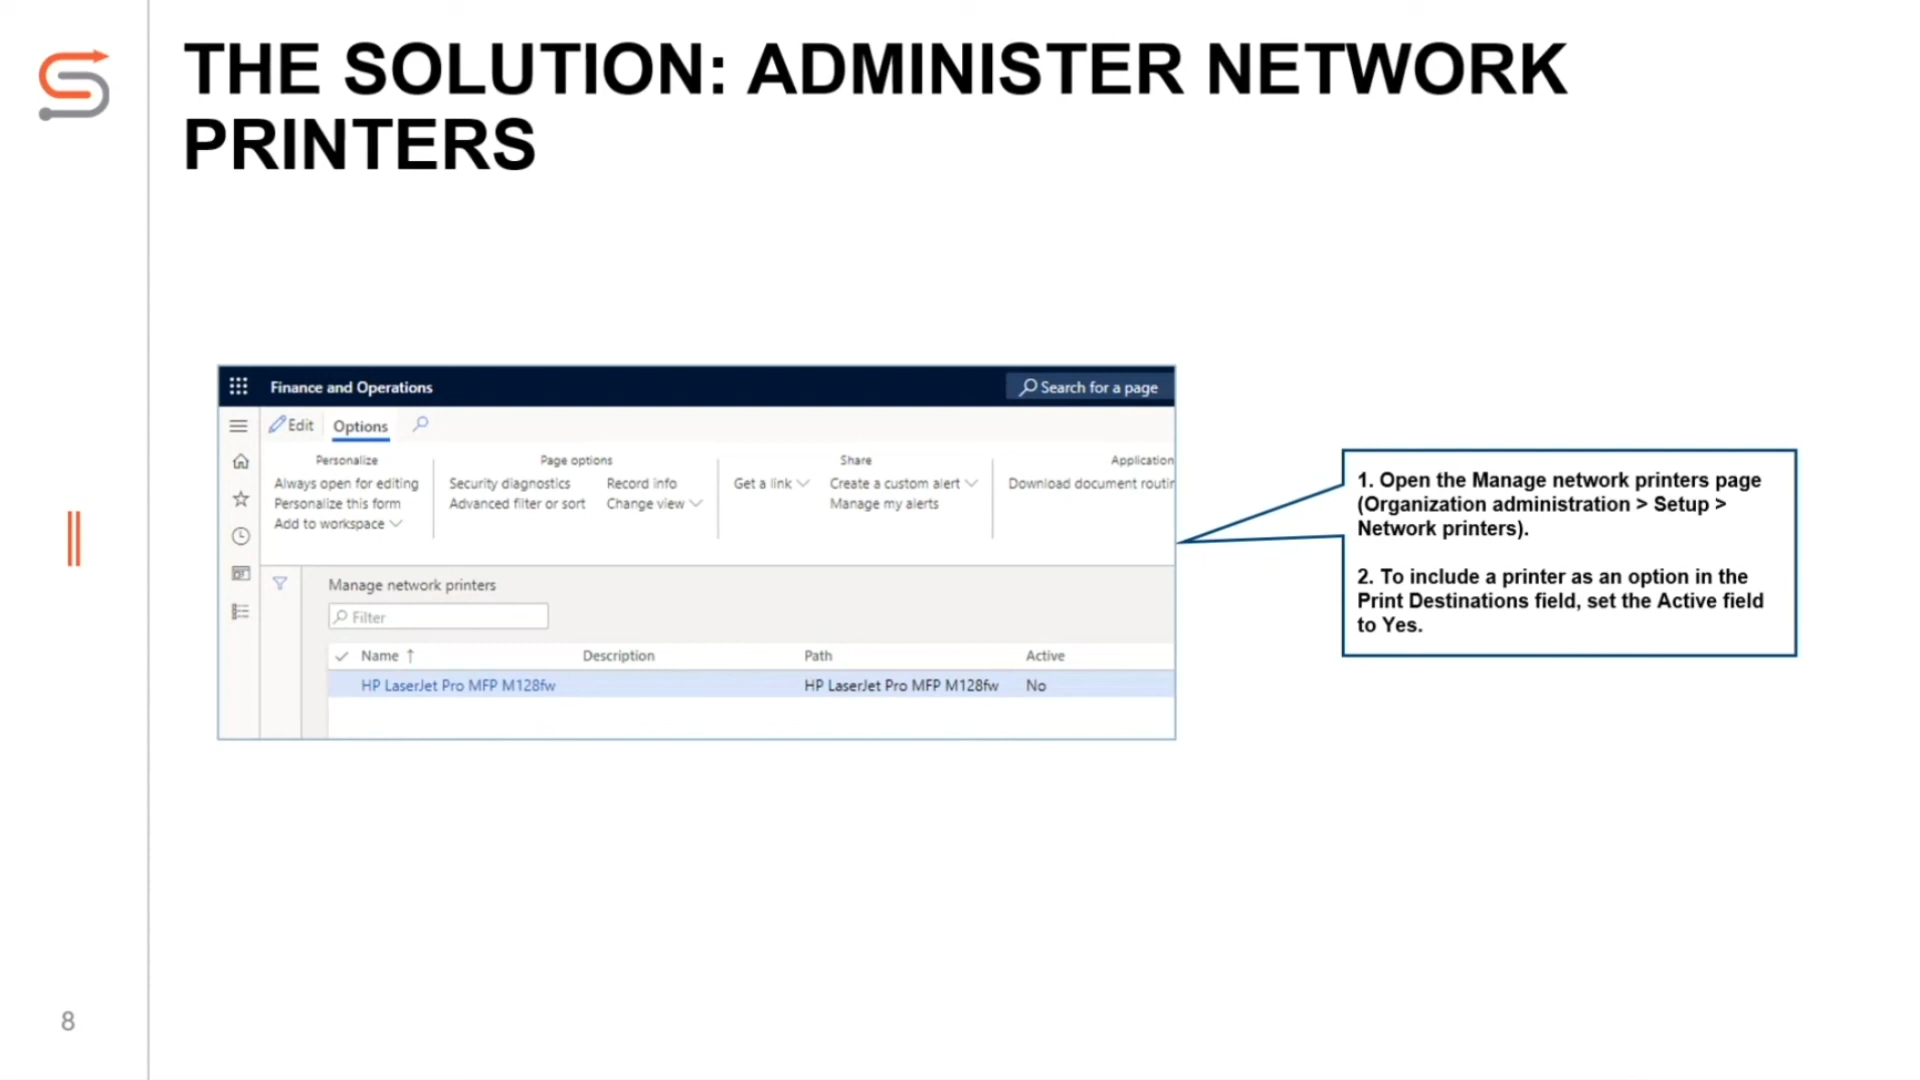 THE SOLUTION: ADMINISTER NETWORK
PRINTERS
Finance and Operations
Search for a page
Edit
Options
Personalize
Always open for editing
Personalize this form
Add to workspace
Page options
Security diagnostics
Record info
Advanced filter or sort
Change view
Share
Get a link
Create a custom alert
Manage my alerts
Application
Download document routin
Manage network printers
Filter
Name ↑ Description Path Active
HP LaserJet Pro MFP M128fw HP LaserJet Pro MFP M128fw No
1. Open the Manage network printers page
(Organization administration > Setup >
Network printers).
2. To include a printer as an option in the
Print Destinations field, set the Active field
to Yes.
8